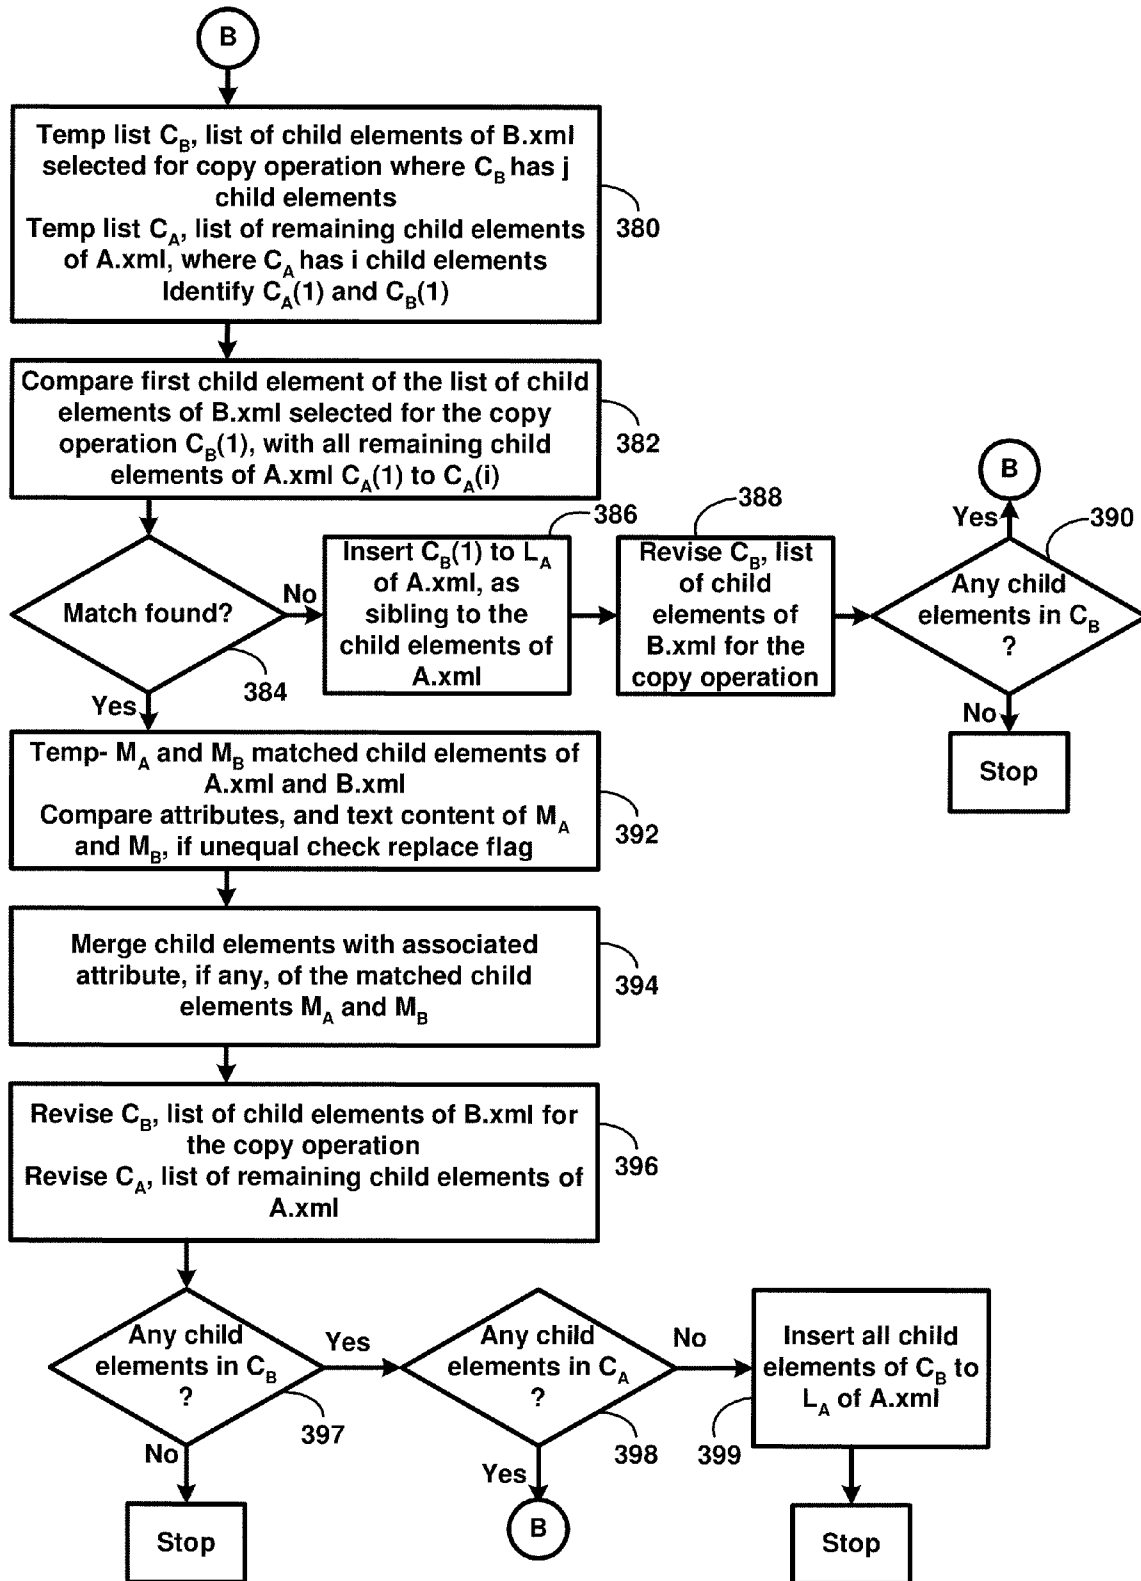 B
Temp list C_B, list of child elements of B.xml
selected for copy operation where C_B has j
child elements
Temp list C_A, list of remaining child elements
of A.xml, where C_A has i child elements
Identify C_A(1) and C_B(1)
380
Compare first child element of the list of child
elements of B.xml selected for the copy
operation C_B(1), with all remaining child
elements of A.xml C_A(1) to C_A(i)
382
Match found?
384
No
Yes
Insert C_B(1) to L_A
of A.xml, as
sibling to the
child elements of
A.xml
386
Revise C_B, list
of child
elements of
B.xml for the
copy operation
388
B
Yes
390
Any child
elements in C_B
?
No
Stop
Temp- M_A and M_B matched child elements of
A.xml and B.xml
Compare attributes, and text content of M_A
and M_B, if unequal check replace flag
392
Merge child elements with associated
attribute, if any, of the matched child
elements M_A and M_B
394
Revise C_B, list of child elements of B.xml for
the copy operation
Revise C_A, list of remaining child elements of
A.xml
396
Any child
elements in C_B
?
397
Yes
No
Stop
Any child
elements in C_A
?
398
No
Yes
B
Insert all child
elements of C_B to
L_A of A.xml
399
Stop